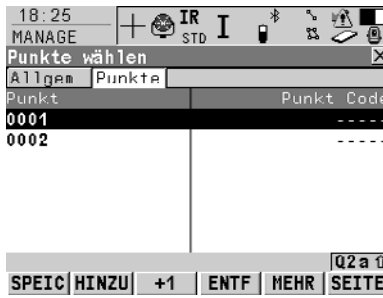 18:25
MANAGE
IR
STD
I
Punkte wählen
Allgem Punkte
Punkt Punkt Code
0001 -----
0002 -----
Q2a
SPEIC HINZU +1 ENTF MEHR SEITE